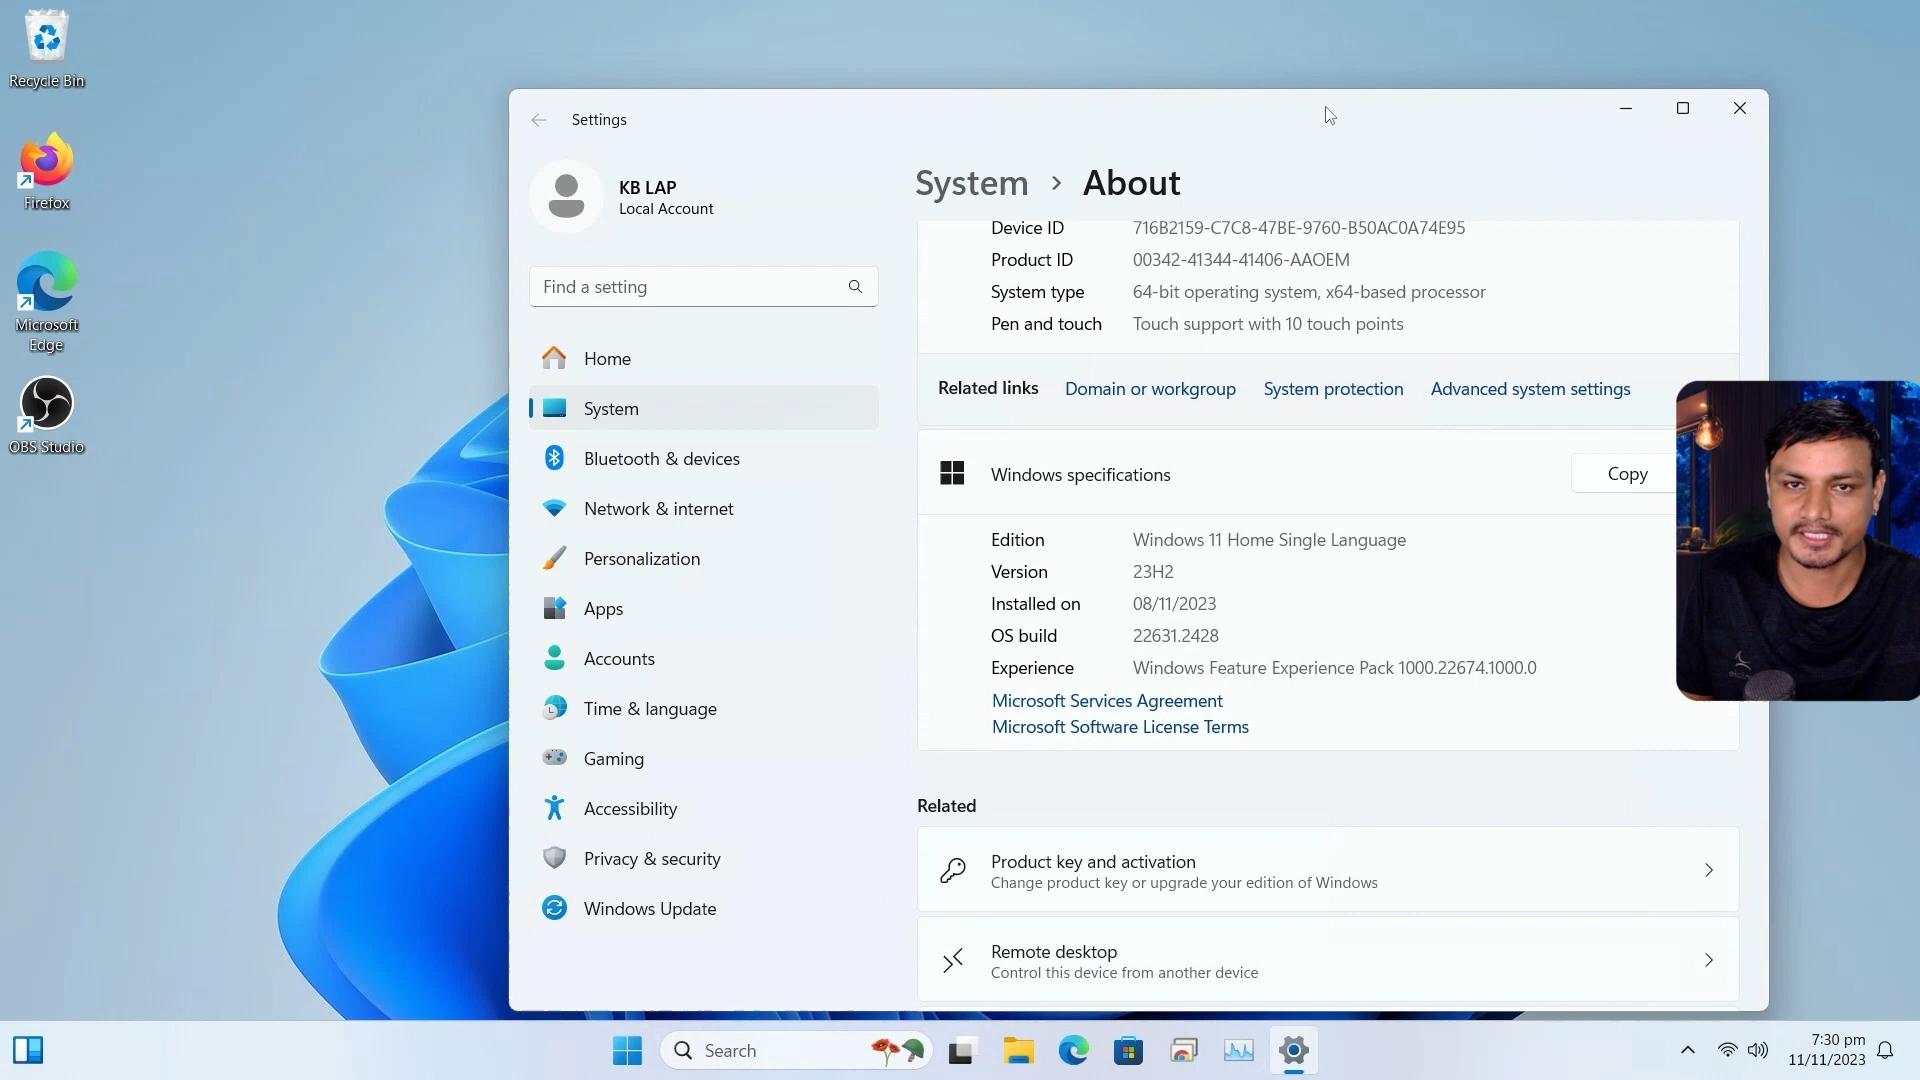 Recycle Bin
Firefox
Microsoft
Edge
OBS Studio
Settings
KB LAP
Local Account
Find a setting
Home
System
Bluetooth & devices
Network & internet
Personalization
Apps
Accounts
Time & language
Gaming
Accessibility
Privacy & security
Windows Update
System > About
Device ID 716B2159-C7C8-47BE-9760-B50AC0A74E95
Product ID 00342-41344-41406-AAOEM
System type 64-bit operating system, x64-based processor
Pen and touch Touch support with 10 touch points
Related links Domain or workgroup System protection Advanced system settings
Windows specifications Copy
Edition Windows 11 Home Single Language
Version 23H2
Installed on 08/11/2023
OS build 22631.2428
Experience Windows Feature Experience Pack 1000.22674.1000.0
Microsoft Services Agreement
Microsoft Software License Terms
Related
Product key and activation
Change product key or upgrade your edition of Windows
Remote desktop
Control this device from another device
Search
7:30 pm
11/11/2023